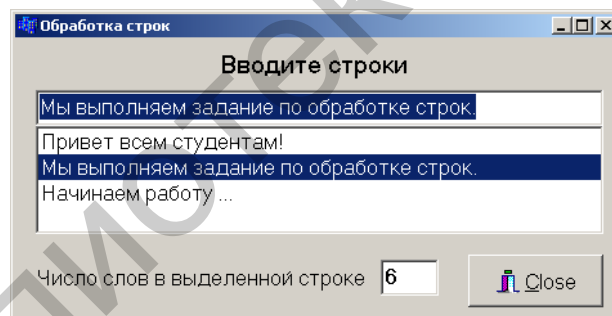 Обработка строк
Вводите строки
Мы выполняем задание по обработке строк.
Привет всем студентам!
Мы выполняем задание по обработке строк.
Начинаем работу ...
Число слов в выделенной строке 6
Close